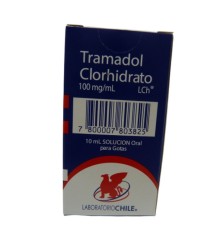 Tramadol
Clorhidrato
100 mg/mL LCh®
7 800007 803823
10 mL SOLUCION Oral
para Gotas
LABORATORIO CHILE®